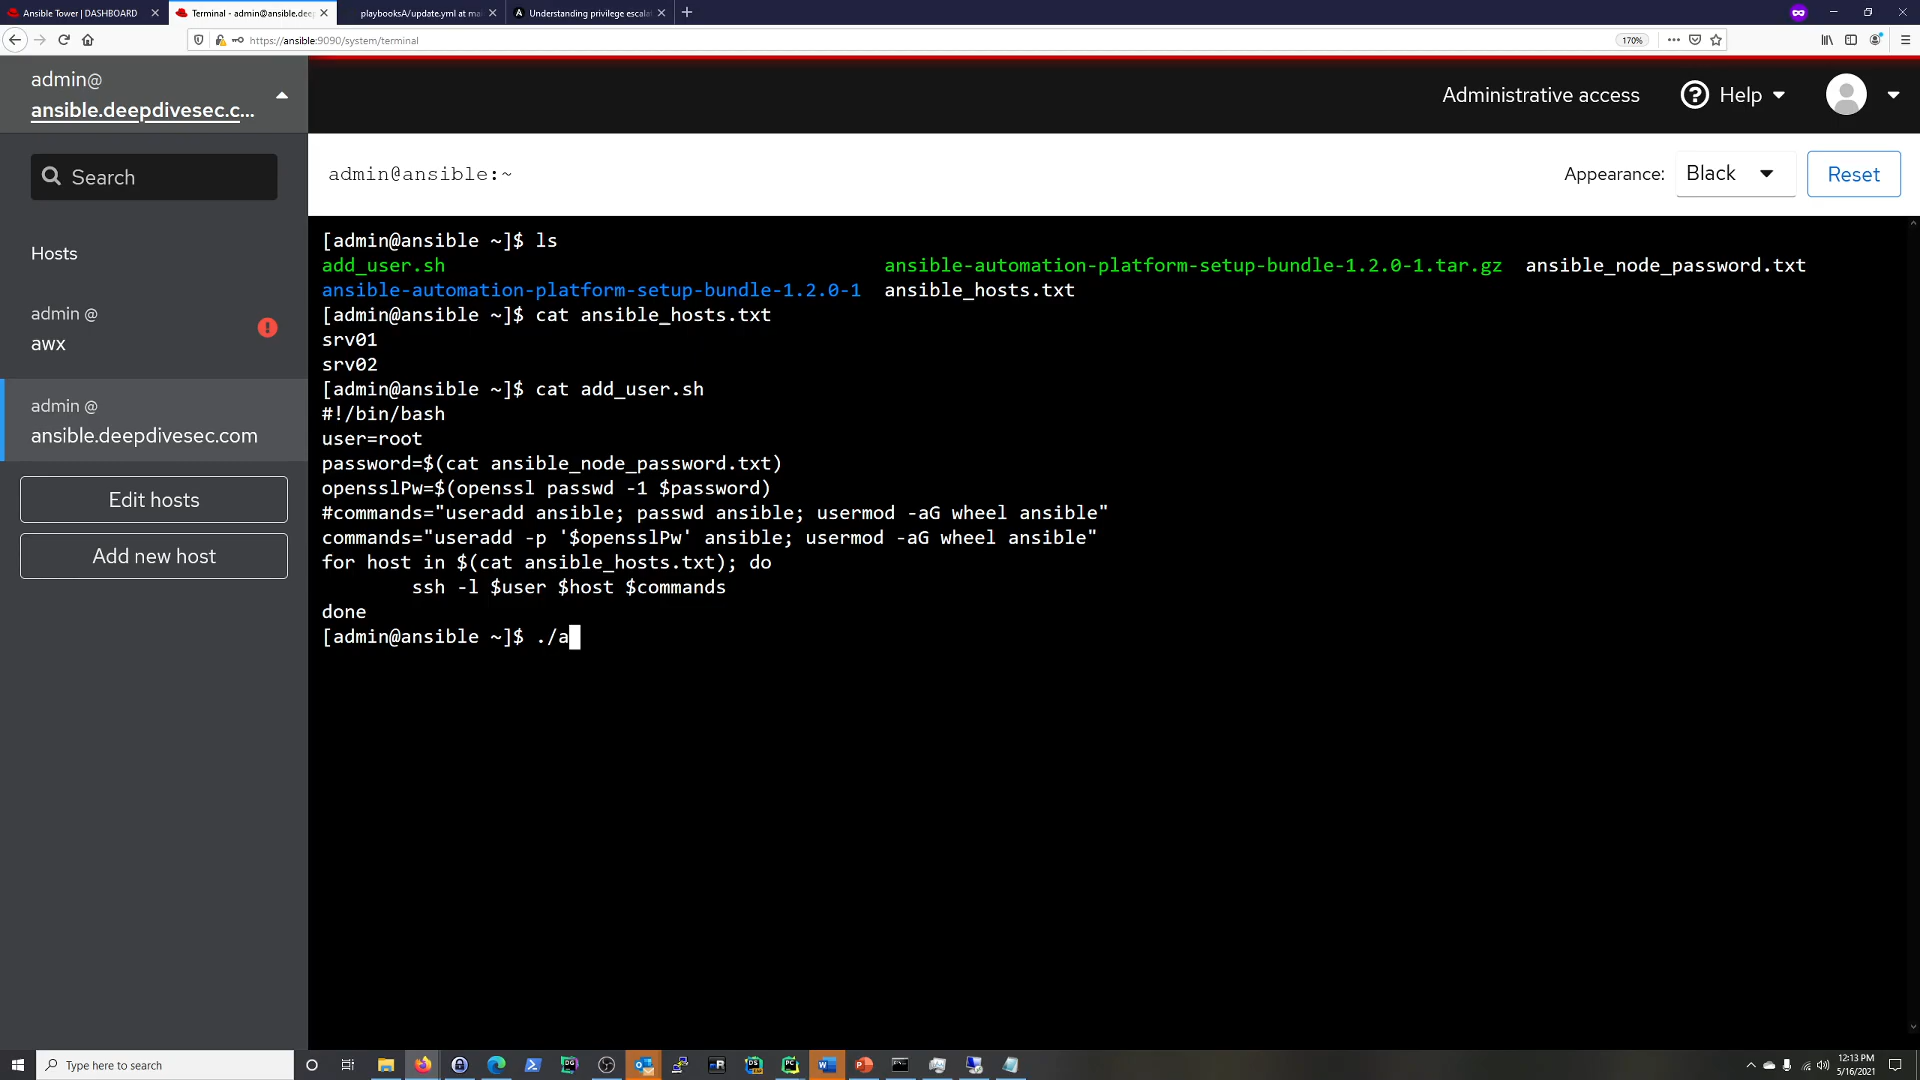 Ansible Tower | DASHBOARD
Terminal - admin@ansible.deep
playbooksA/update.yml at mai
Understanding privilege escalat
https://ansible:9090/system/terminal
170%
admin@
ansible.deepdivesec.c...
Administrative access
Help
Search
admin@ansible:~
Appearance:
Black
Reset
Hosts
admin @
awx
admin @
ansible.deepdivesec.com
Edit hosts
Add new host
[admin@ansible ~]$ ls
add_user.sh ansible-automation-platform-setup-bundle-1.2.0-1.tar.gz ansible_node_password.txt
ansible-automation-platform-setup-bundle-1.2.0-1 ansible_hosts.txt
[admin@ansible ~]$ cat ansible_hosts.txt
srv01
srv02
[admin@ansible ~]$ cat add_user.sh
#!/bin/bash
user=root
password=$(cat ansible_node_password.txt)
opensslPw=$(openssl passwd -1 $password)
#commands="useradd ansible; passwd ansible; usermod -aG wheel ansible"
commands="useradd -p '$opensslPw' ansible; usermod -aG wheel ansible"
for host in $(cat ansible_hosts.txt); do
ssh -l $user $host $commands
done
[admin@ansible ~]$ ./a
Type here to search
12:13 PM
5/16/2021